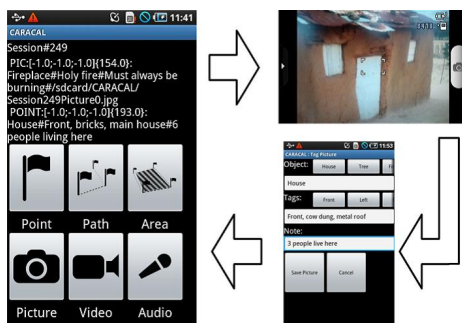 11:41
CARACAL
Session#249
PIC:[-1.0;-1.0;-1.0]{154.0}:
Fireplace#Holy fire#Must always be
burning#/sdcard/CARACAL/
Session249Picture0.jpg
POINT:[-1.0;-1.0;-1.0]{193.0}:
House#Front, bricks, main house#6
people living here
Point Path Area
Picture Video Audio
11:53
CARACAL: Tag Picture
Object: House Tree
House
Tags: Front Left
Front, cow dung, metal roof
Note:
3 people live here
Save Picture Cancel